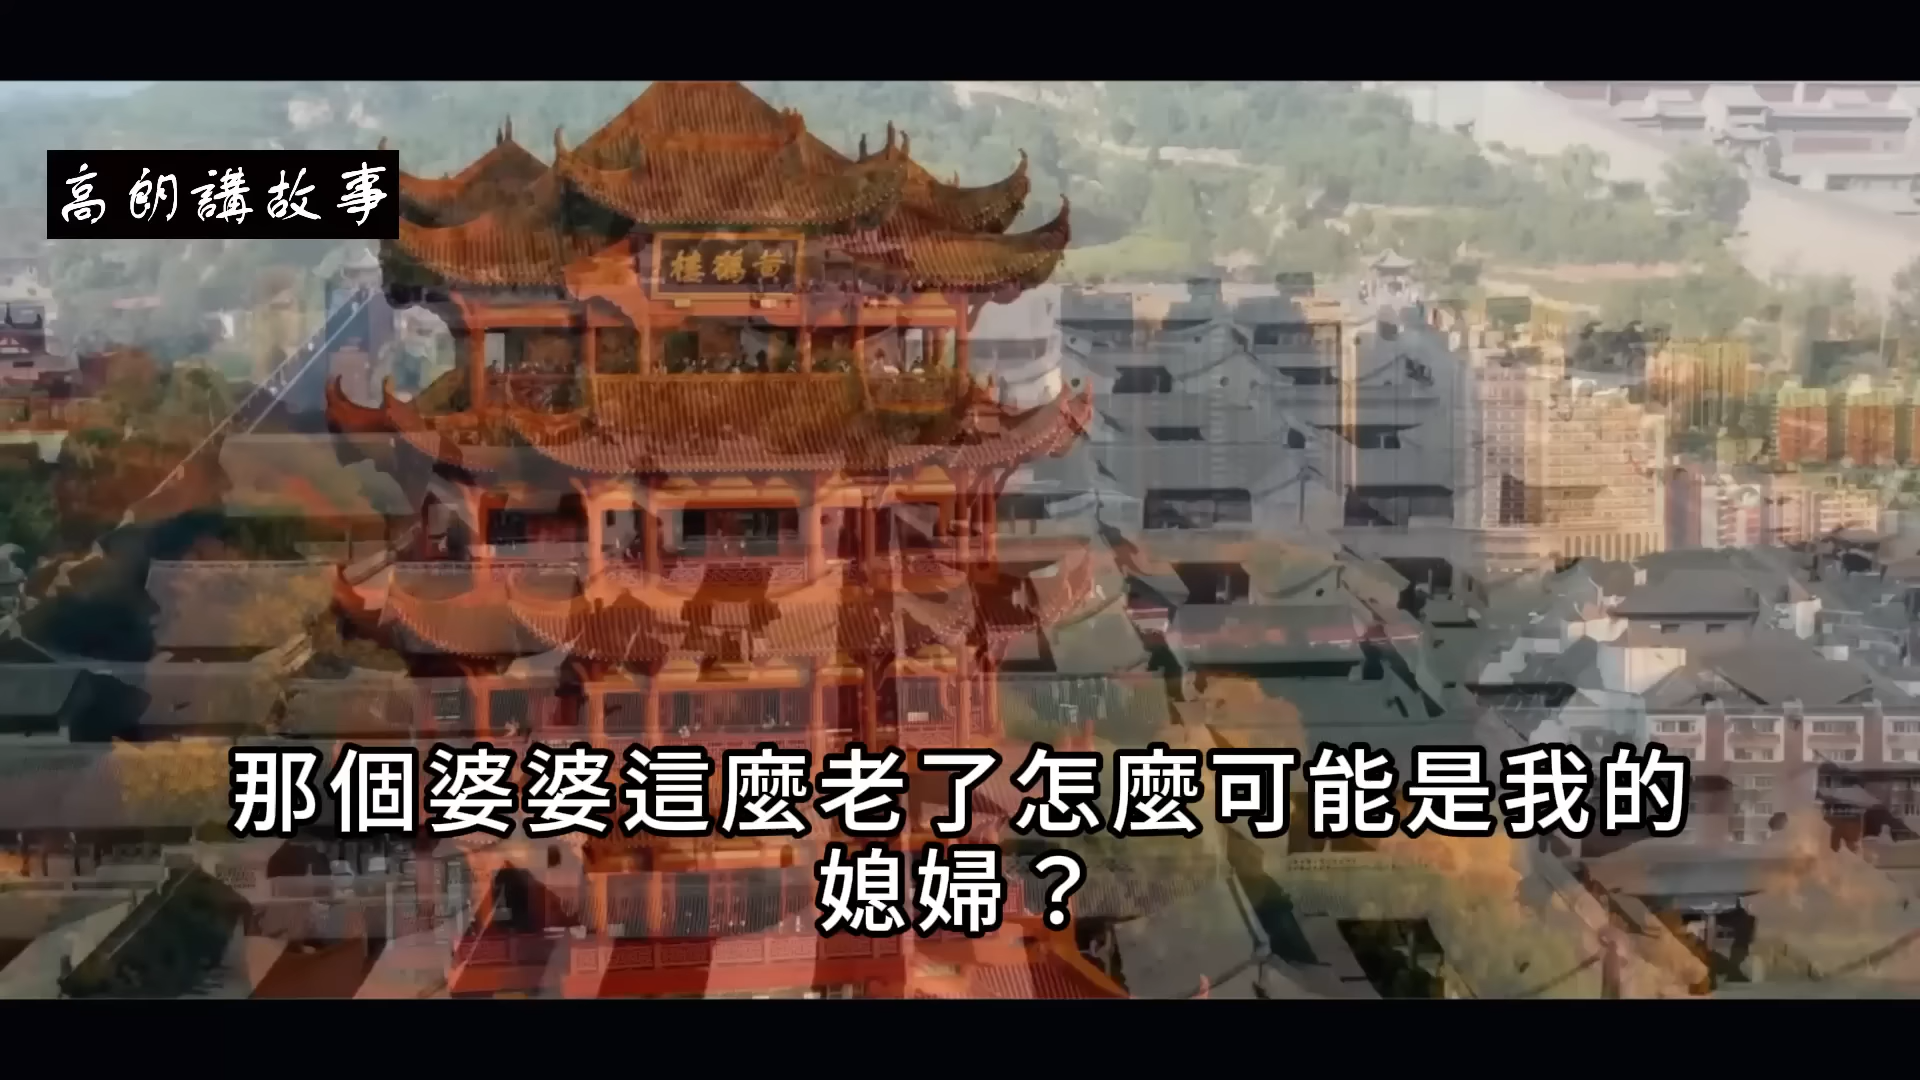 高朗講故事
黃鶴樓
那個婆婆這麼老了怎麼可能是我的
媳婦？